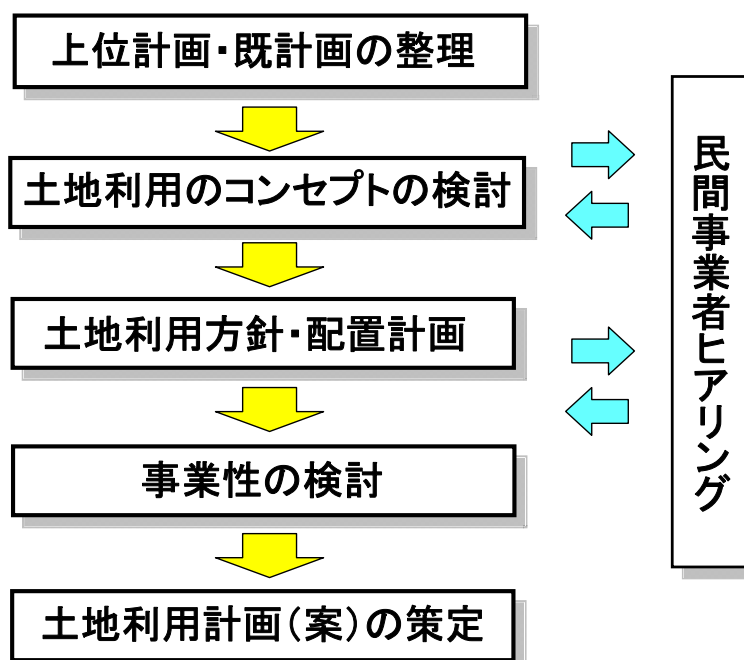 上位計画・既計画の整理
土地利用のコンセプトの検討
土地利用方針・配置計画
事業性の検討
土地利用計画(案)の策定
民間事業者ヒアリング